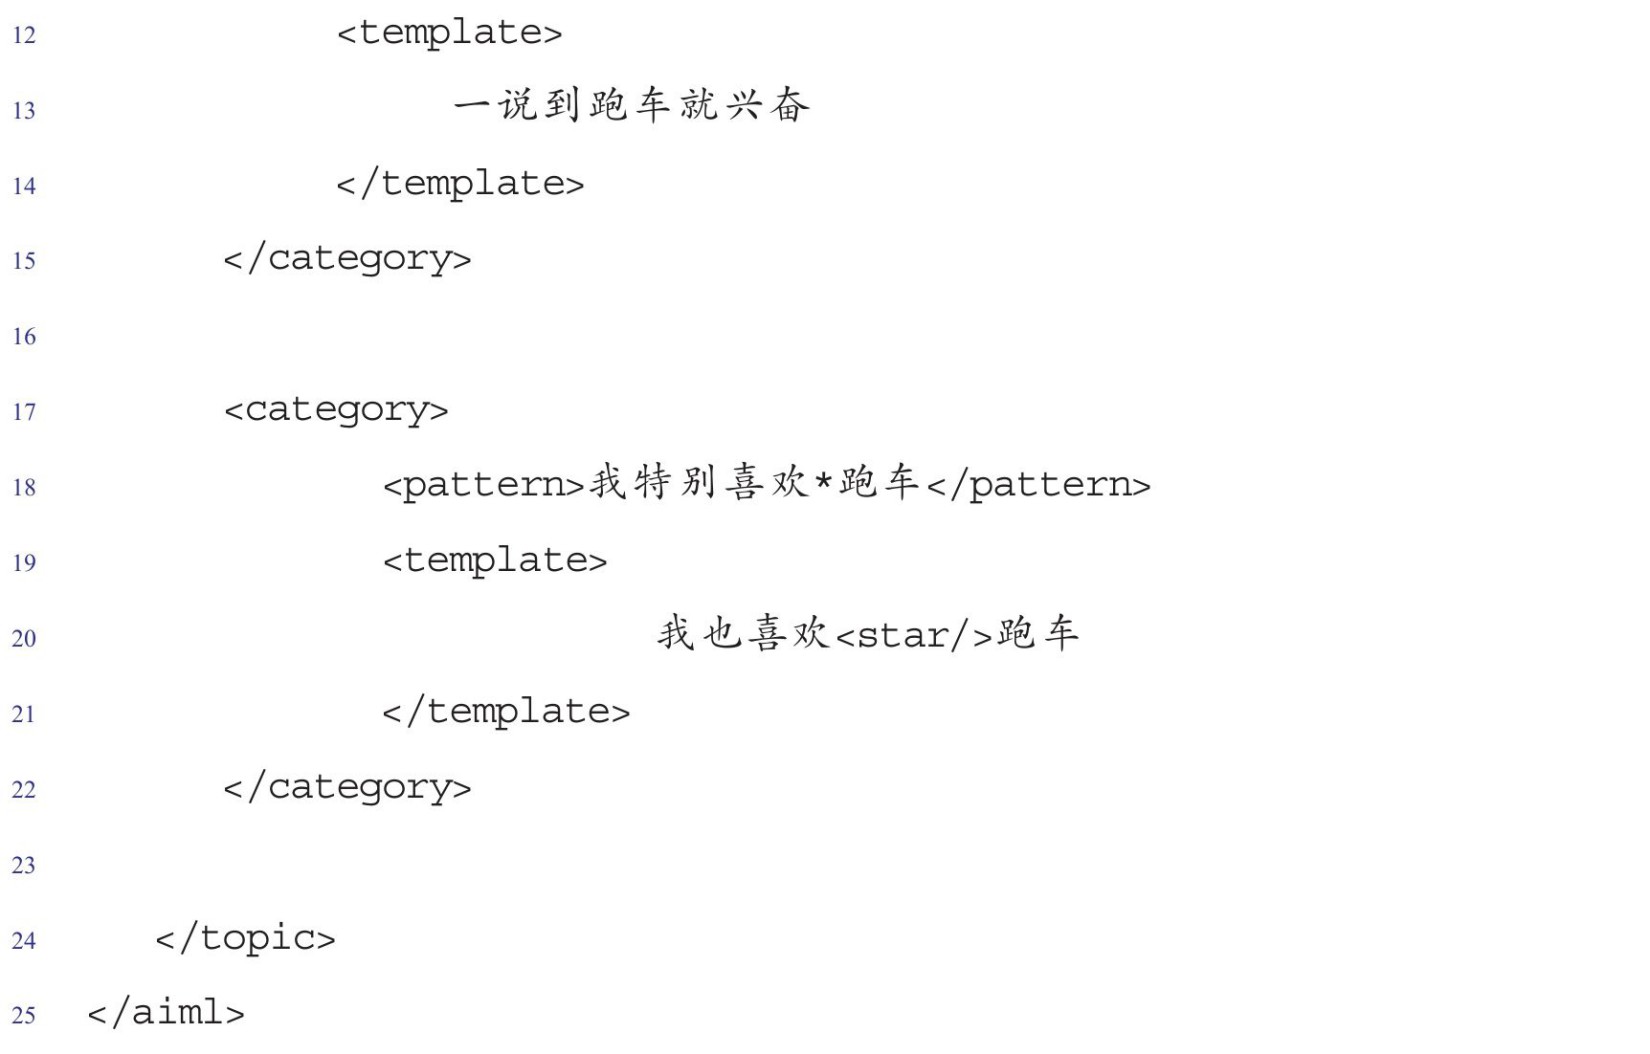 12 <template>
13 一说到跑车就兴奋
14 </template>
15 </category>
16
17 <category>
18 <pattern>我特别喜欢*跑车</pattern>
19 <template>
20 我也喜欢<star/>跑车
21 </template>
22 </category>
23
24 </topic>
25 </aiml>